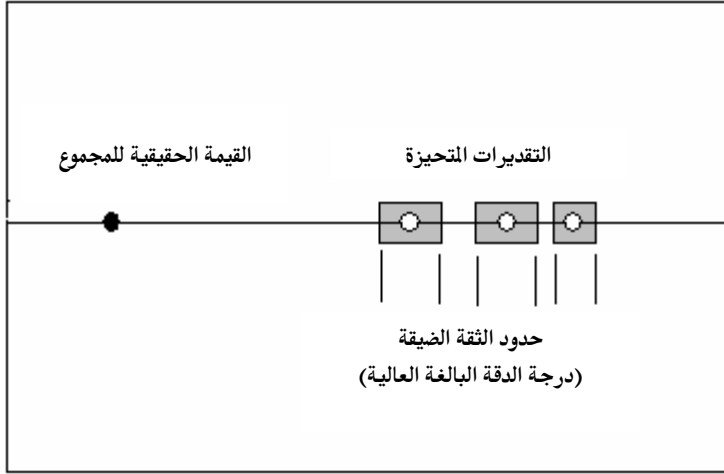 القيمة الحقيقية للمجموع
التقديرات المتحيزة
حدود الثقة الضيقة
(درجة الدقة البالغة العالية)